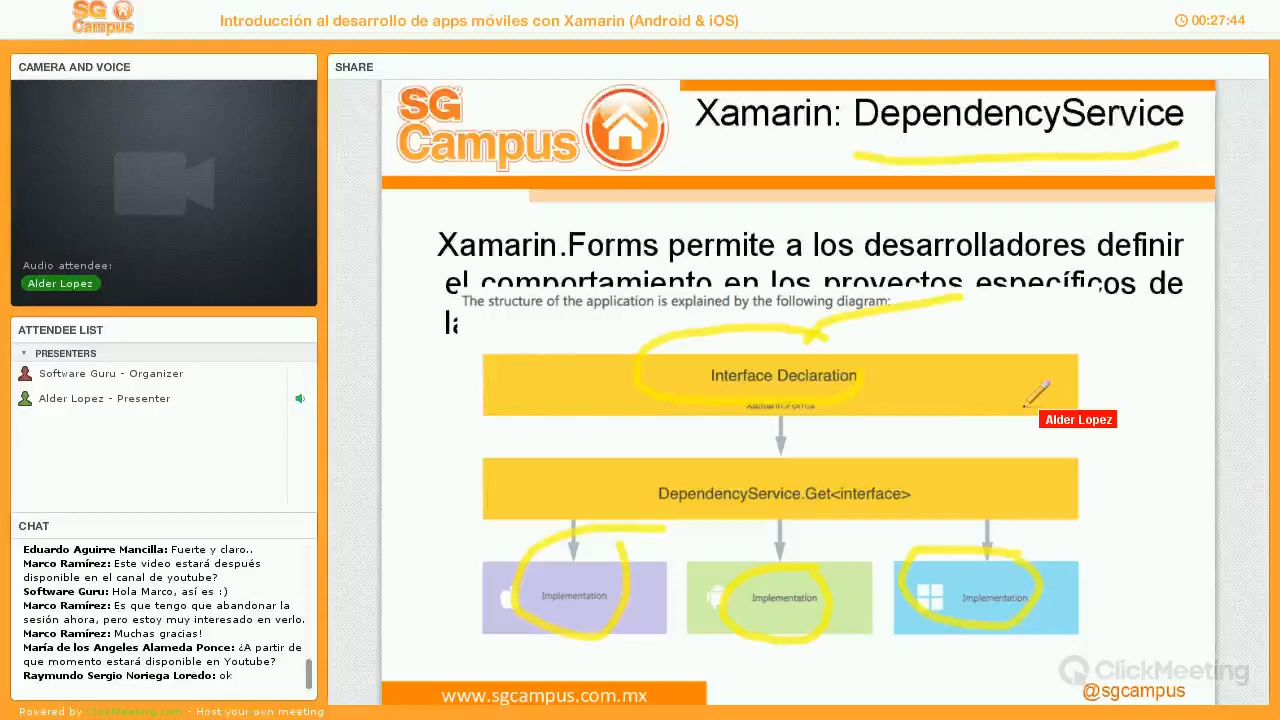 SG
Campus
Introducción al desarrollo de apps móviles con Xamarin (Android & iOS)
00:27:44
CAMERA AND VOICE
Audio attendee:
Alder Lopez
ATTENDEE LIST
PRESENTERS
Software Guru - Organizer
Alder Lopez - Presenter
CHAT
Eduardo Aguirre Mancilla: Fuerte y claro..
Marco Ramírez: Este video estará después
disponible en el canal de youtube?
Software Guru: Hola Marco, así es :)
Marco Ramírez: Es que tengo que abandonar la
sesión ahora, pero estoy muy interesado en verlo.
Marco Ramírez: Muchas gracias!
María de los Angeles Alameda Ponce: ¿A partir de
que momento estará disponible en Youtube?
Raymundo Sergio Noriega Loredo: ok
Powered by ClickMeeting.com - Host your own meeting
SHARE
SG
Campus
Xamarin: DependencyService
Xamarin.Forms permite a los desarrolladores definir
el comportamiento en los proyectos específicos de
The structure of the application is explained by the following diagram:
Interface Declaration
Xamarin.Forms
Alder Lopez
DependencyService.Get<interface>
Implementation
Implementation
Implementation
ClickMeeting
www.sgcampus.com.mx
@sgcampus